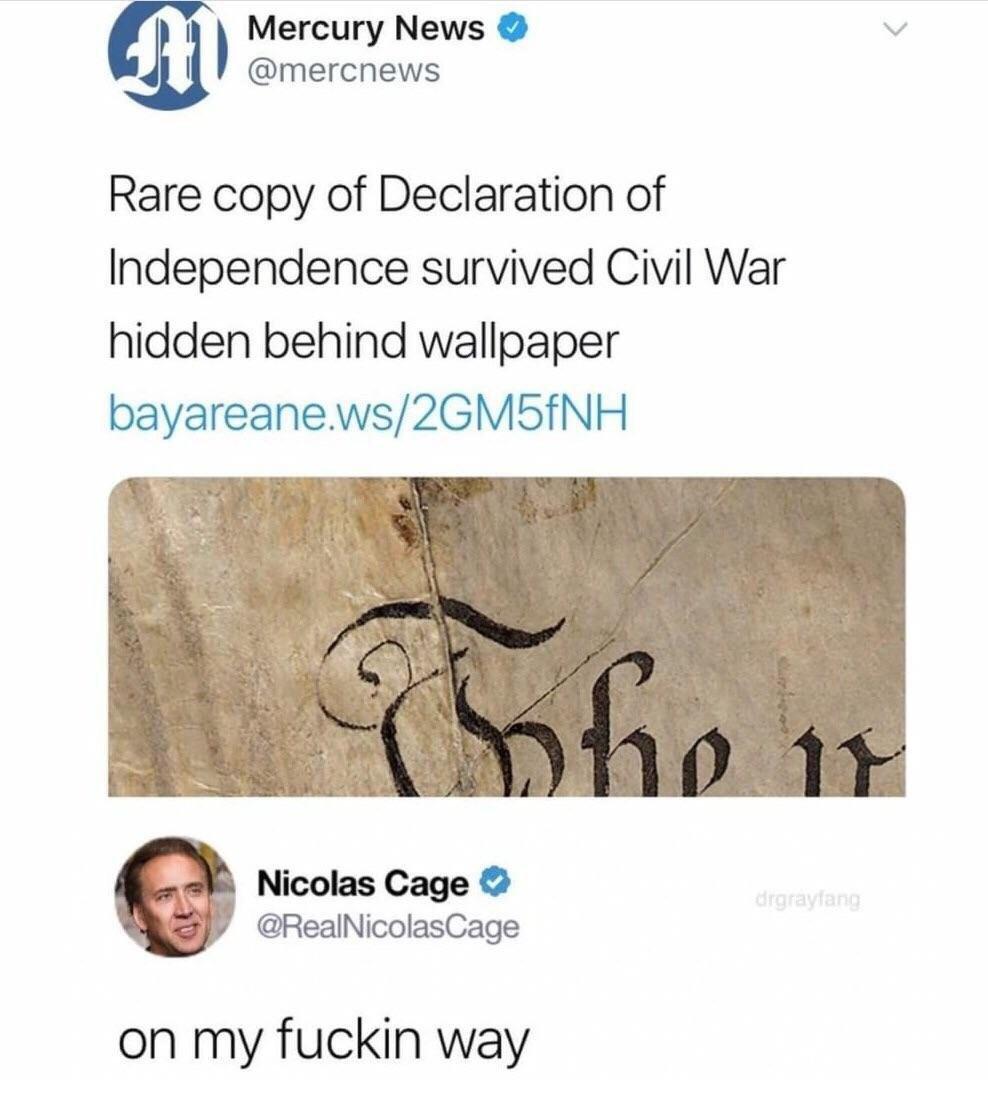 Mercury News
@mercnews
Rare copy of Declaration of
Independence survived Civil War
hidden behind wallpaper
bayareane.ws/2GM5fNH
The
Nicolas Cage
drgrayfang
@RealNicolasCage
on my fuckin way